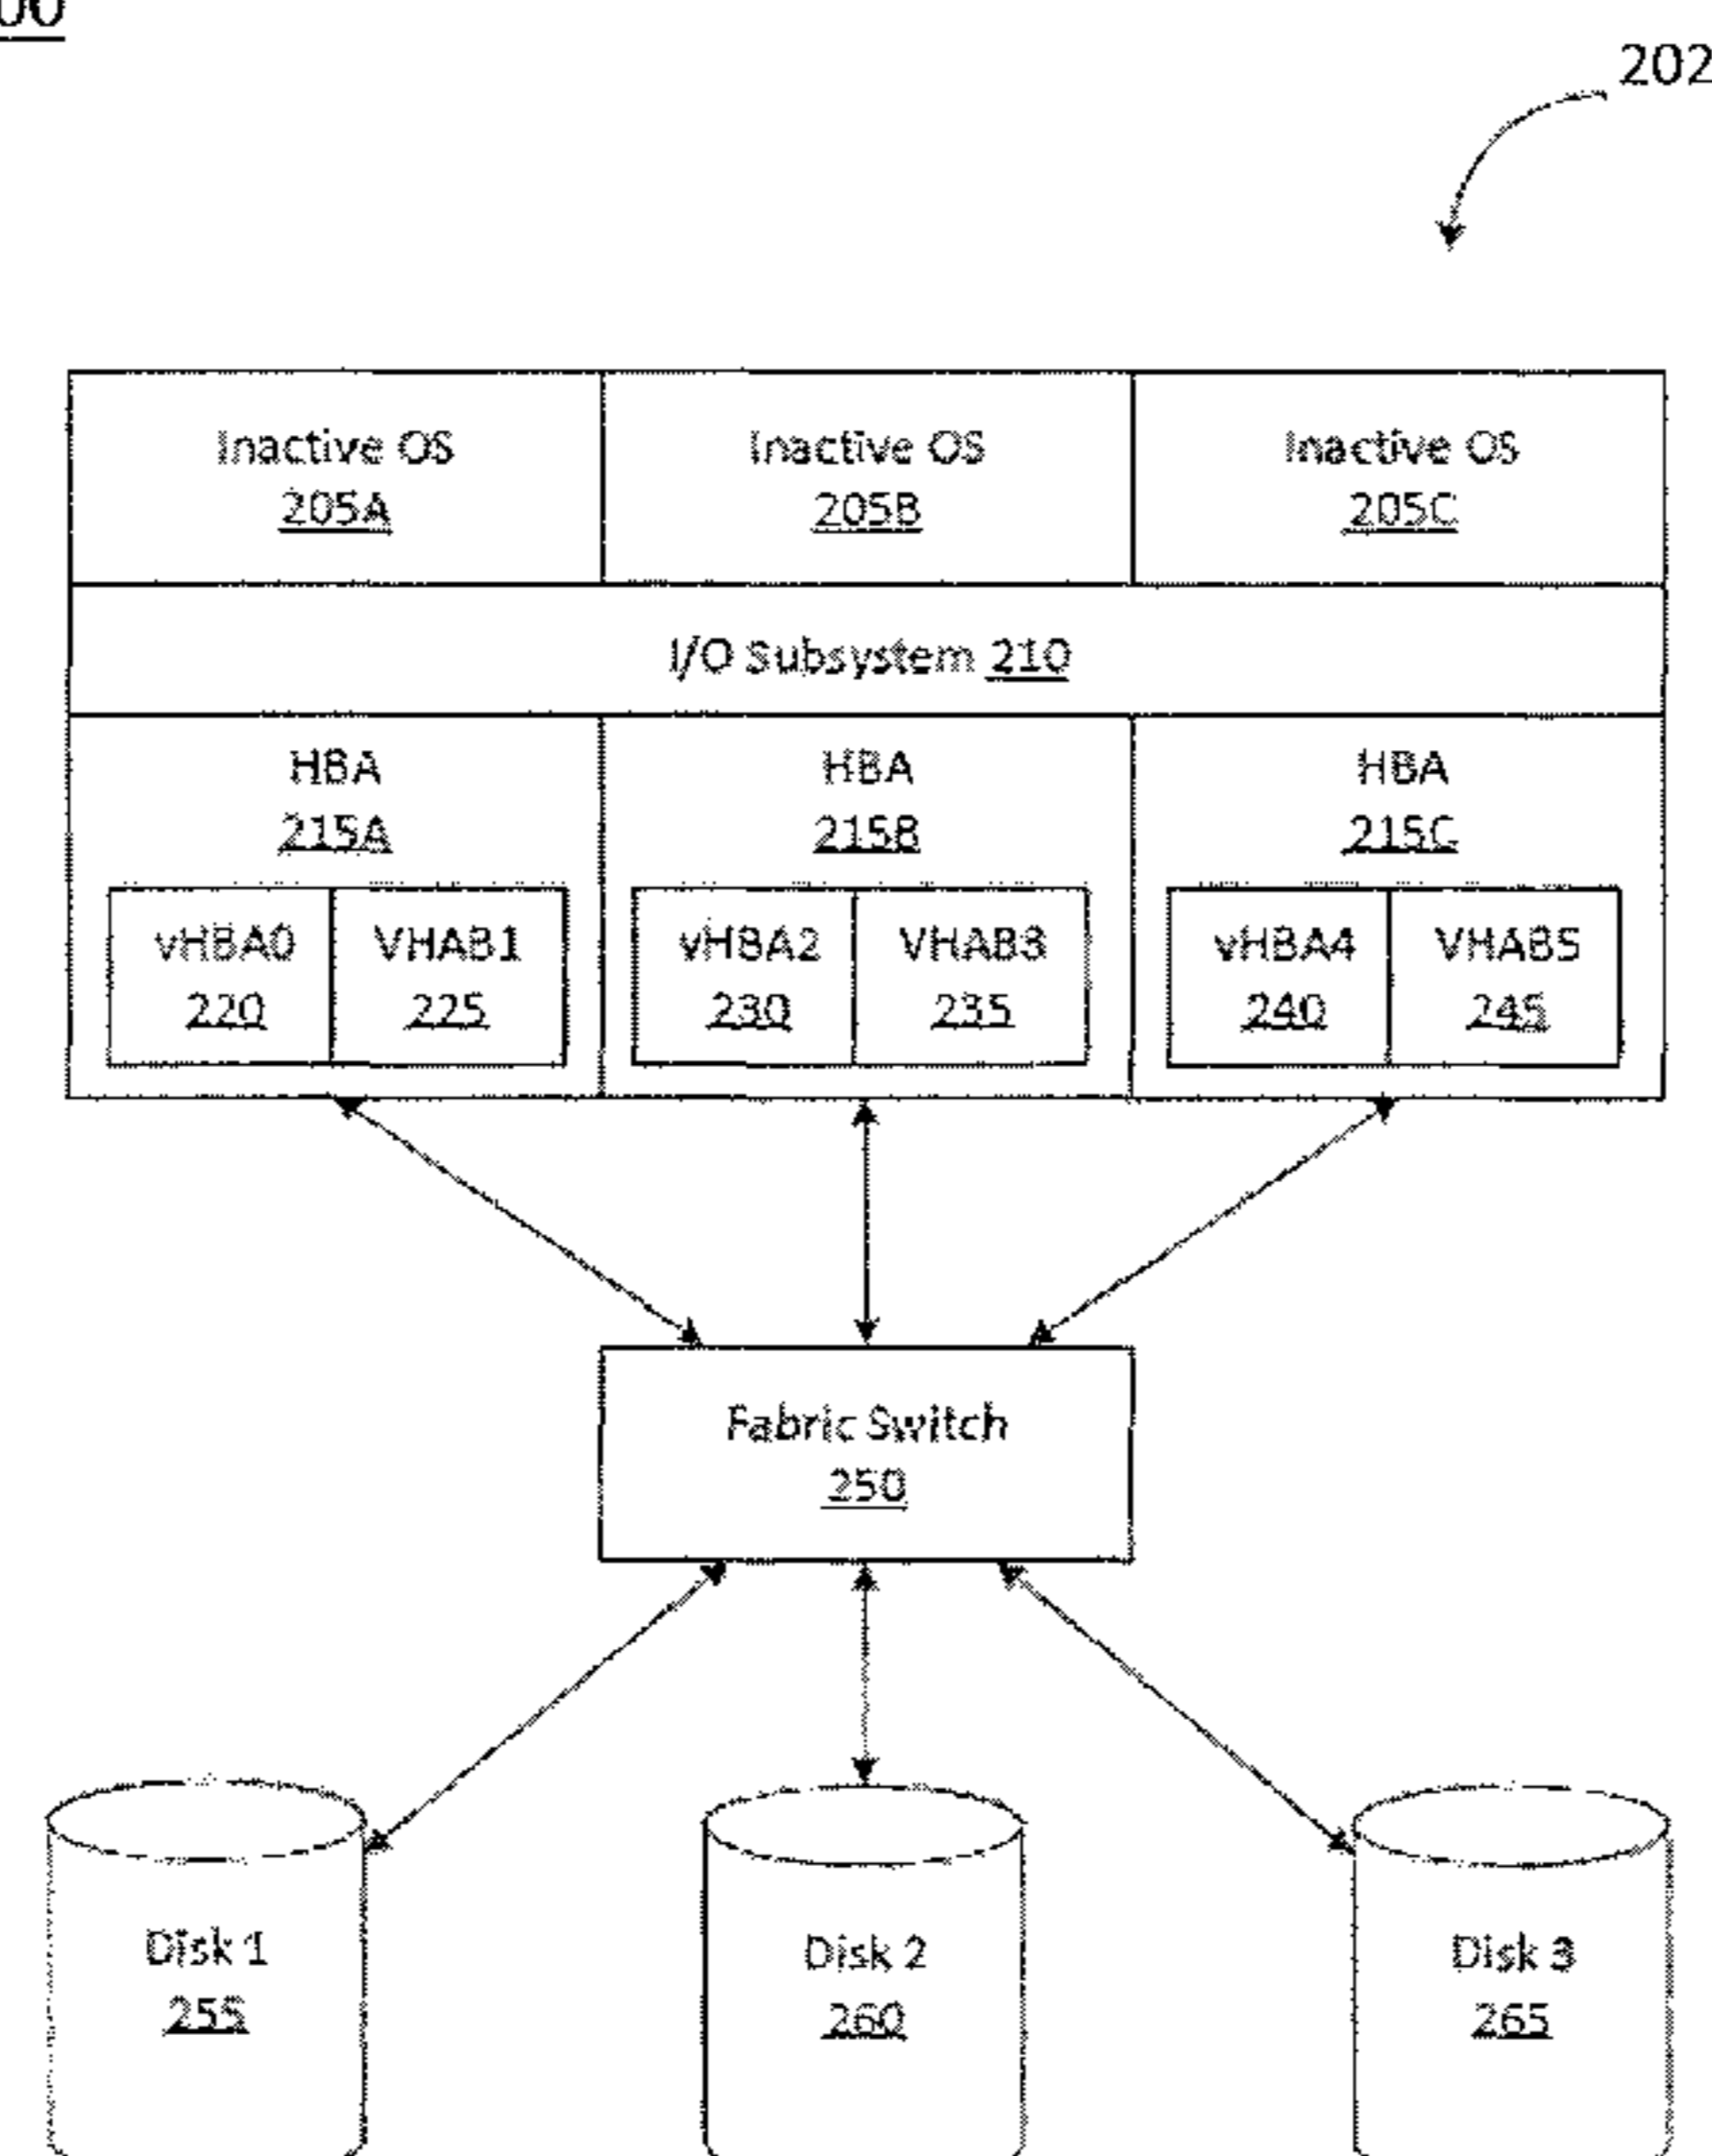 00
202
Inactive OS
205A
Inactive OS
205B
Inactive OS
205C
I/O Subsystem 210
HBA
215A
HBA
215B
HBA
215C
vHBA0
220
VHAB1
225
vHBA2
230
VHAB3
235
vHBA4
240
VHAB5
245
Fabric Switch
250
Disk 1
255
Disk 2
260
Disk 3
265